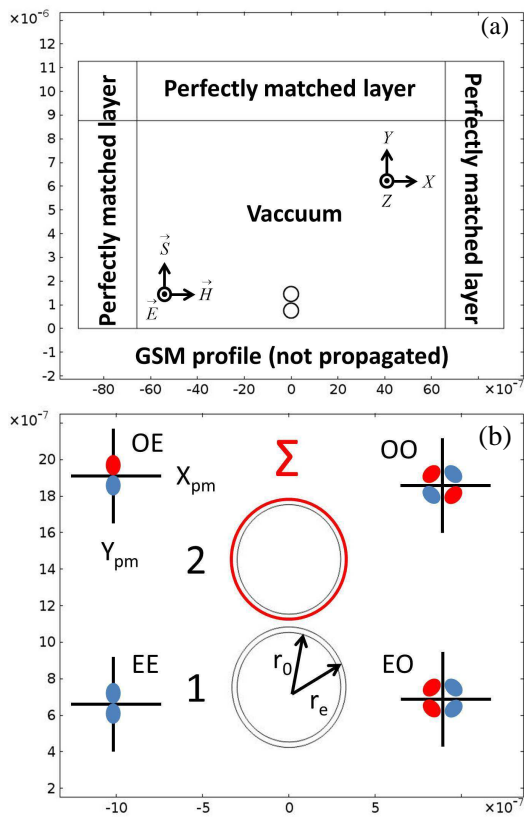 ×10⁻⁶
(a)
13
12
11
10
9
8
7
6
5
4
3
2
1
0
-1
-2
Perfectly matched layer
Perfectly matched layer
Perfectly matched layer
Y
X
Z
Vaccuum
S
E
H
GSM profile (not propagated)
-80
-60
-40
-20
0
20
40
60
80
×10⁻⁷
×10⁻⁷
(b)
20
18
16
14
12
10
8
6
4
2
OE
X_pm
Y_pm
Σ
OO
2
EE
1
r_0
r_e
EO
-10
-5
0
5
×10⁻⁷